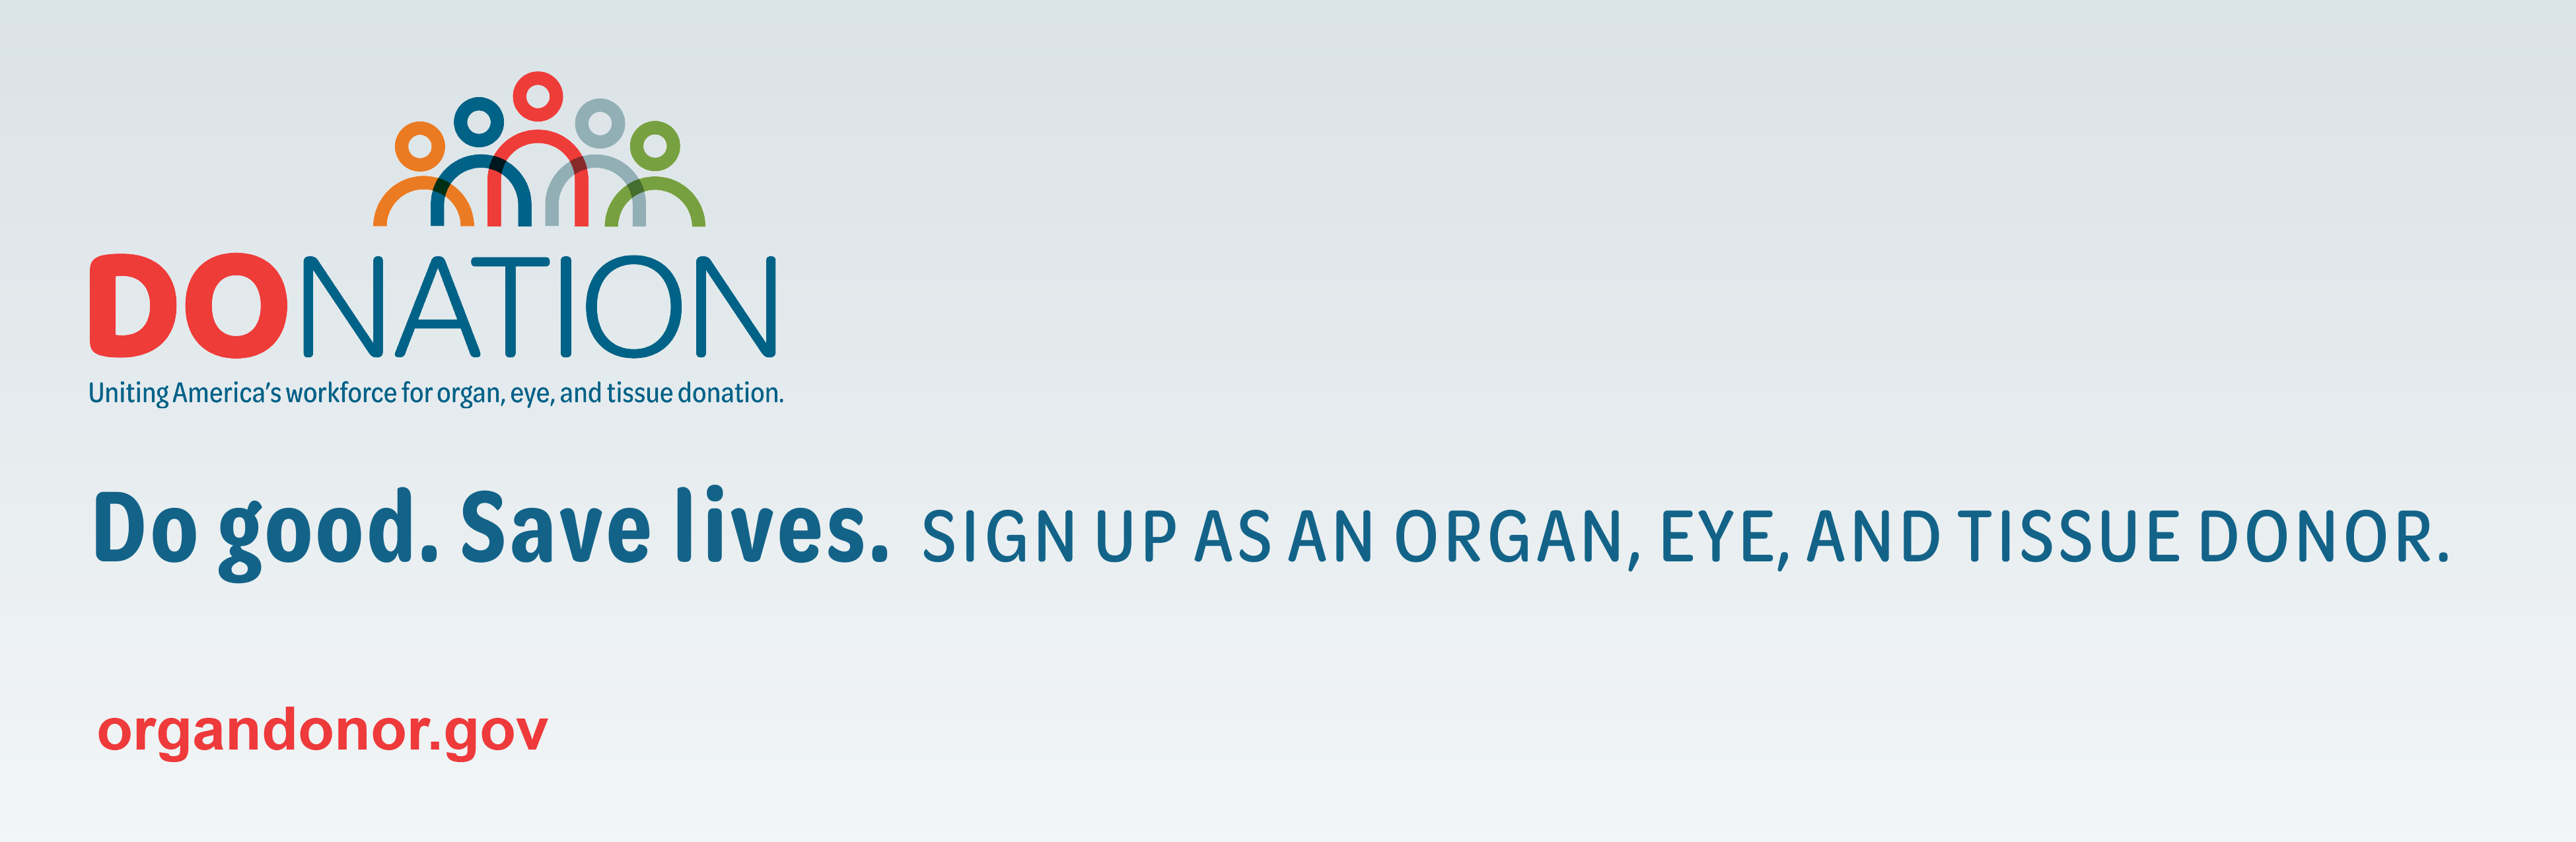 DONATION
Uniting America's workforce for organ, eye, and tissue donation.
Do good. Save lives. SIGN UP AS AN ORGAN, EYE, AND TISSUE DONOR.
organdonor.gov